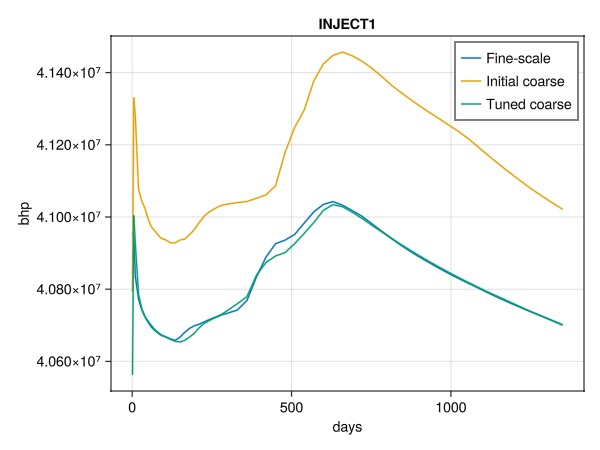 INJECT1
Fine-scale
Initial coarse
Tuned coarse
4.140×10⁷
4.120×10⁷
4.100×10⁷
4.080×10⁷
4.060×10⁷
bhp
0 500 1000
days